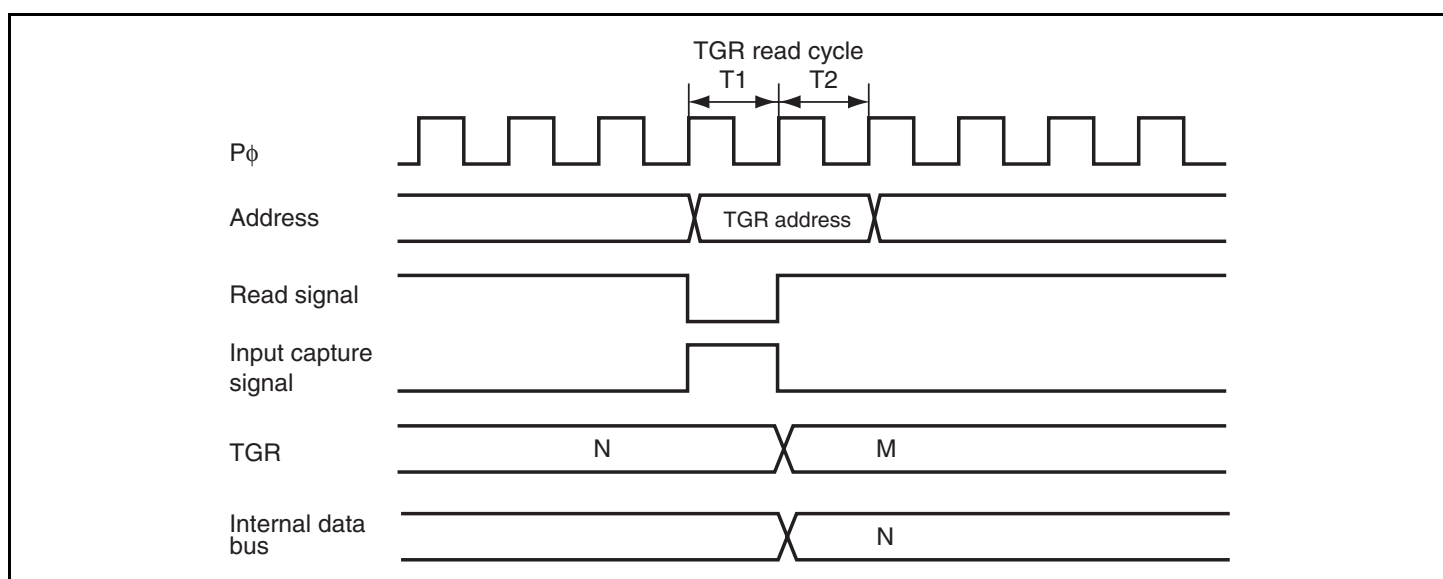 TGR read cycle
T1 T2
Pϕ
Address
TGR address
Read signal
Input capture
signal
TGR
N
M
Internal data
bus
N